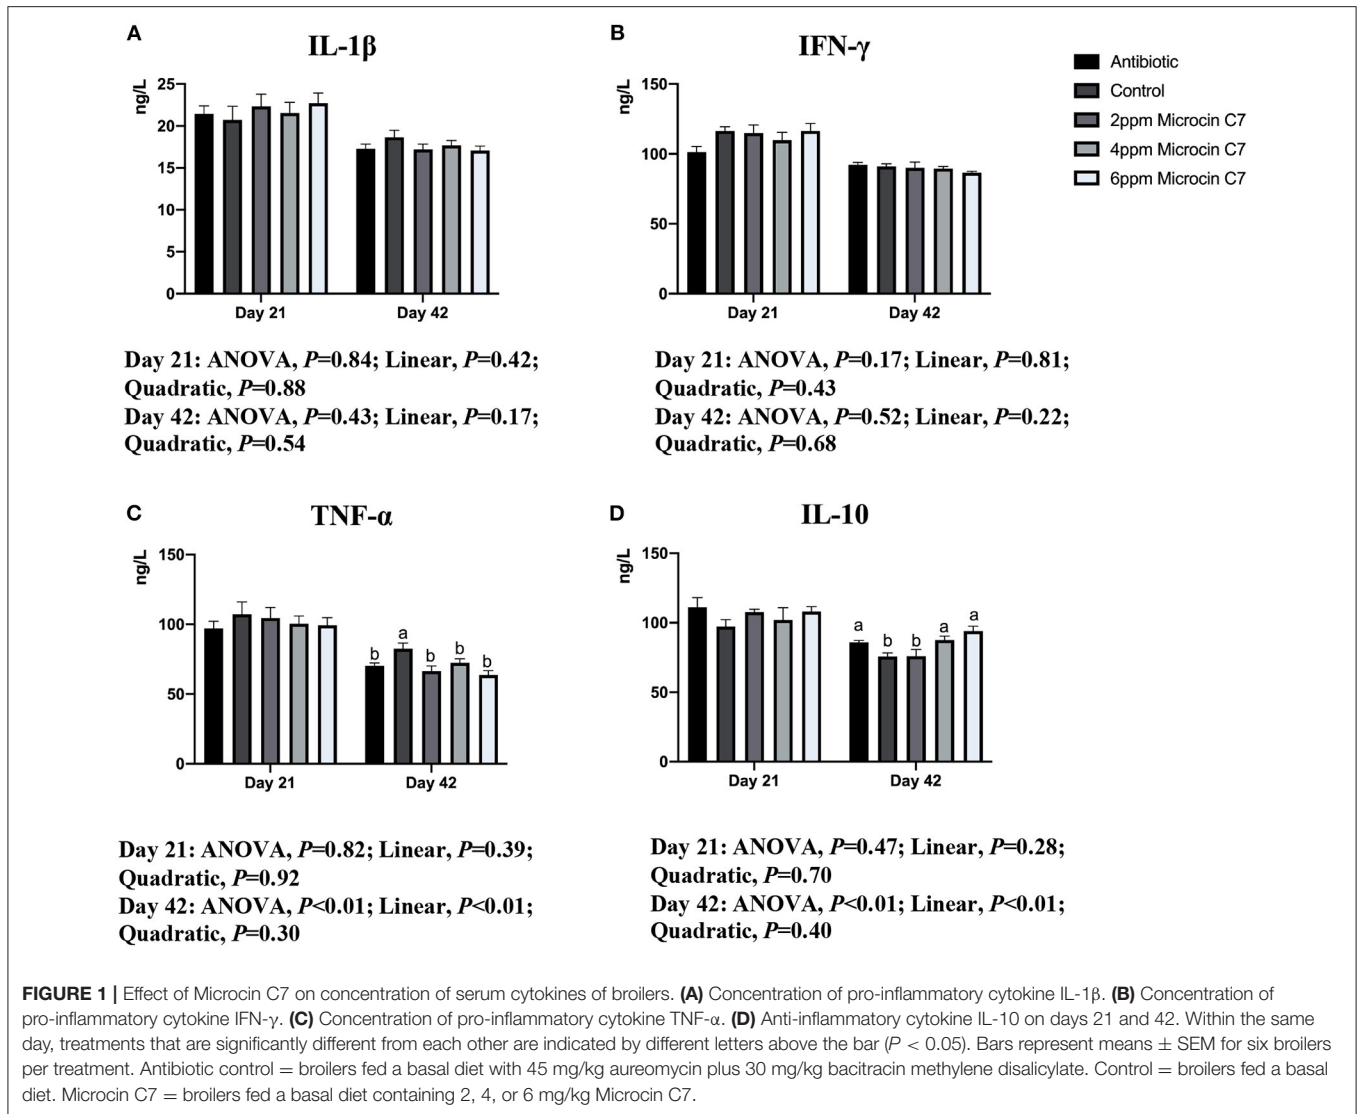 A
IL-1β
ng/L
25
20
15
10
5
0
Day 21
Day 42
Day 21: ANOVA, P=0.84; Linear, P=0.42;
Quadratic, P=0.88
Day 42: ANOVA, P=0.43; Linear, P=0.17;
Quadratic, P=0.54
B
IFN-γ
ng/L
150
100
50
0
Day 21
Day 42
Day 21: ANOVA, P=0.17; Linear, P=0.81;
Quadratic, P=0.43
Day 42: ANOVA, P=0.52; Linear, P=0.22;
Quadratic, P=0.68
Antibiotic
Control
2ppm Microcin C7
4ppm Microcin C7
6ppm Microcin C7
C
TNF-α
ng/L
150
100
50
0
b a b b b
Day 21
Day 42
Day 21: ANOVA, P=0.82; Linear, P=0.39;
Quadratic, P=0.92
Day 42: ANOVA, P<0.01; Linear, P<0.01;
Quadratic, P=0.30
D
IL-10
ng/L
150
100
50
0
a b b a a
Day 21
Day 42
Day 21: ANOVA, P=0.47; Linear, P=0.28;
Quadratic, P=0.70
Day 42: ANOVA, P<0.01; Linear, P<0.01;
Quadratic, P=0.40
FIGURE 1 | Effect of Microcin C7 on concentration of serum cytokines of broilers. (A) Concentration of pro-inflammatory cytokine IL-1β. (B) Concentration of
pro-inflammatory cytokine IFN-γ. (C) Concentration of pro-inflammatory cytokine TNF-α. (D) Anti-inflammatory cytokine IL-10 on days 21 and 42. Within the same
day, treatments that are significantly different from each other are indicated by different letters above the bar (P < 0.05). Bars represent means ± SEM for six broilers
per treatment. Antibiotic control = broilers fed a basal diet with 45 mg/kg aureomycin plus 30 mg/kg bacitracin methylene disalicylate. Control = broilers fed a basal
diet. Microcin C7 = broilers fed a basal diet containing 2, 4, or 6 mg/kg Microcin C7.